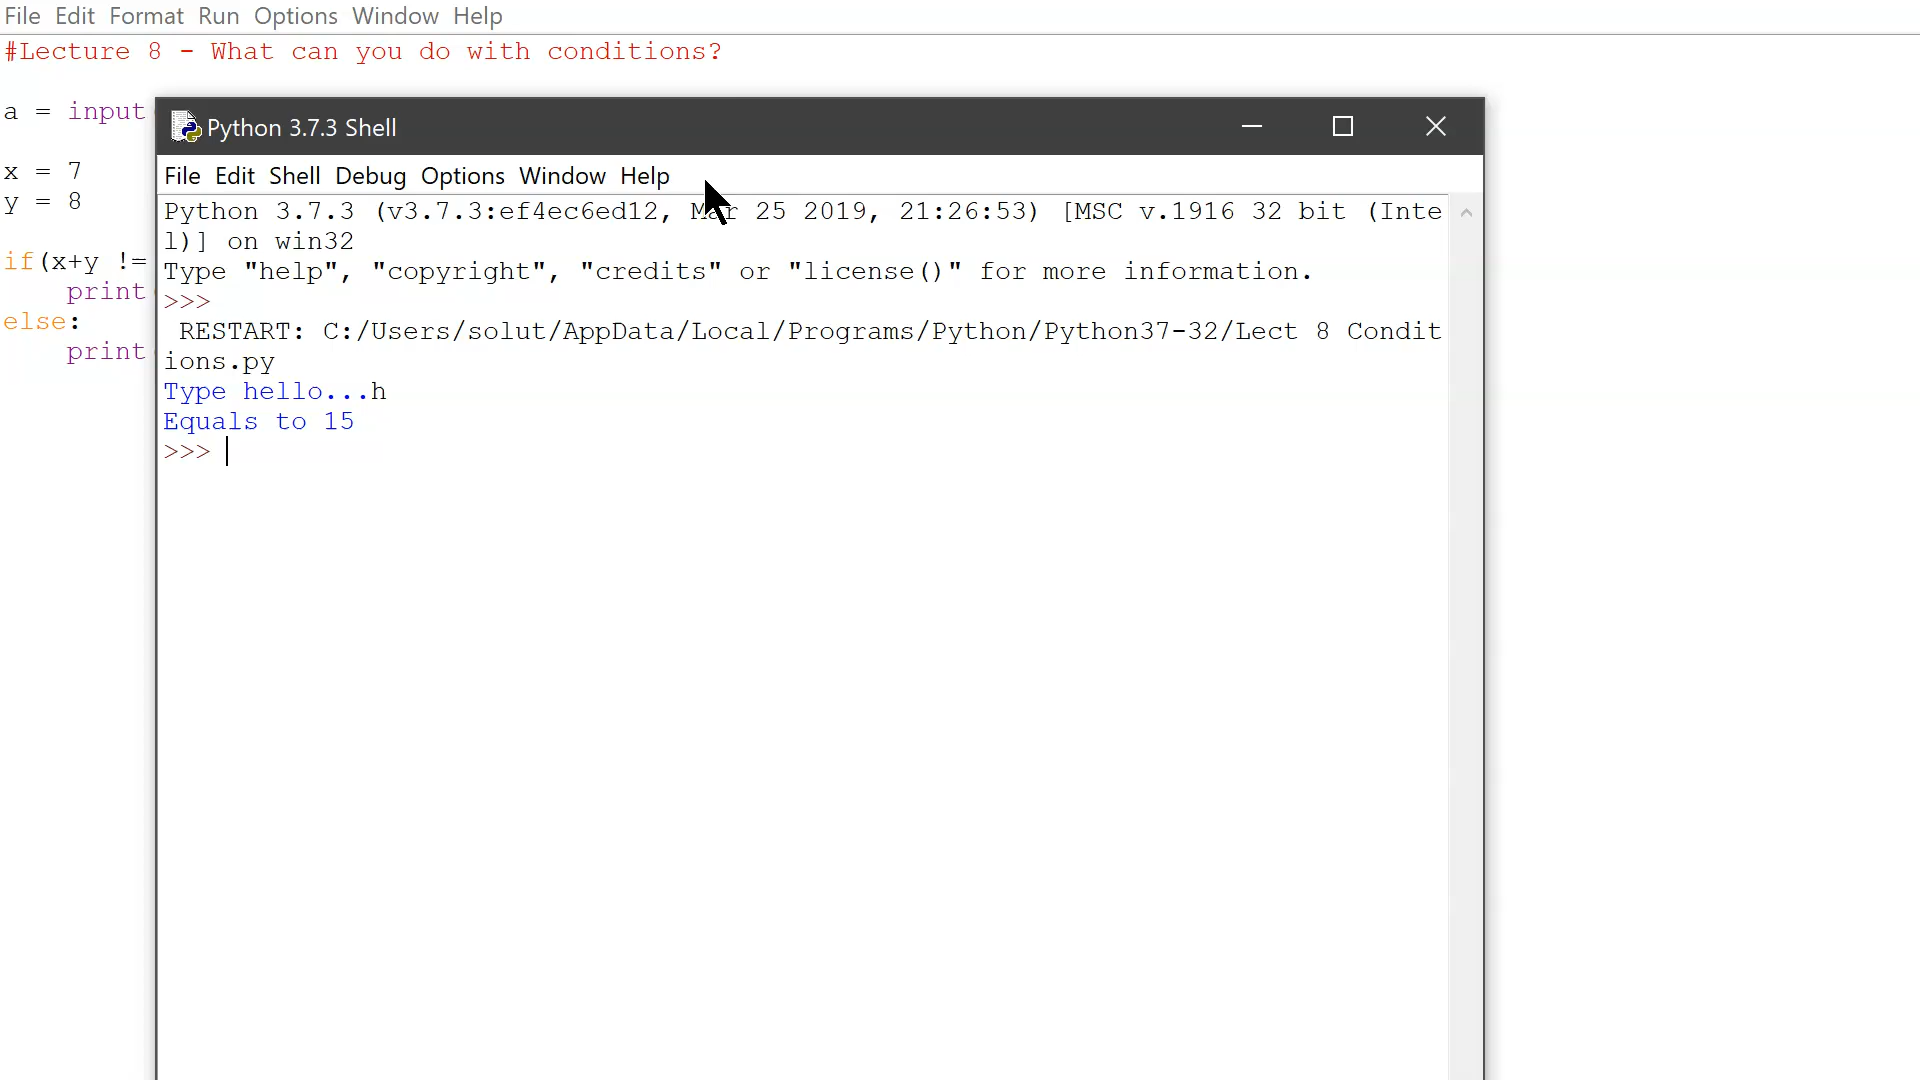 File Edit Format Run Options Window Help
#Lecture 8 - What can you do with conditions?
a = input
x = 7
y = 8
if(x+y !=
print
else:
print
Python 3.7.3 Shell
File Edit Shell Debug Options Window Help
Python 3.7.3 (v3.7.3:ef4ec6ed12, Mar 25 2019, 21:26:53) [MSC v.1916 32 bit (Inte
l)] on win32
Type "help", "copyright", "credits" or "license()" for more information.
>>>
RESTART: C:/Users/solut/AppData/Local/Programs/Python/Python37-32/Lect 8 Condit
ions.py
Type hello...h
Equals to 15
>>>